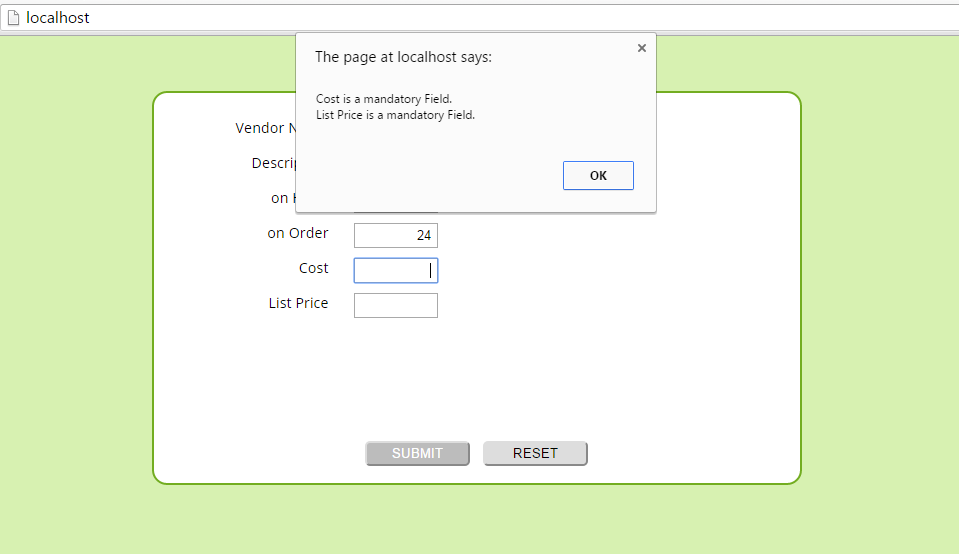 localhost
The page at localhost says:
Cost is a mandatory Field.
List Price is a mandatory Field.
OK
Vendor
on
on Order 24
Cost
List Price
SUBMIT RESET